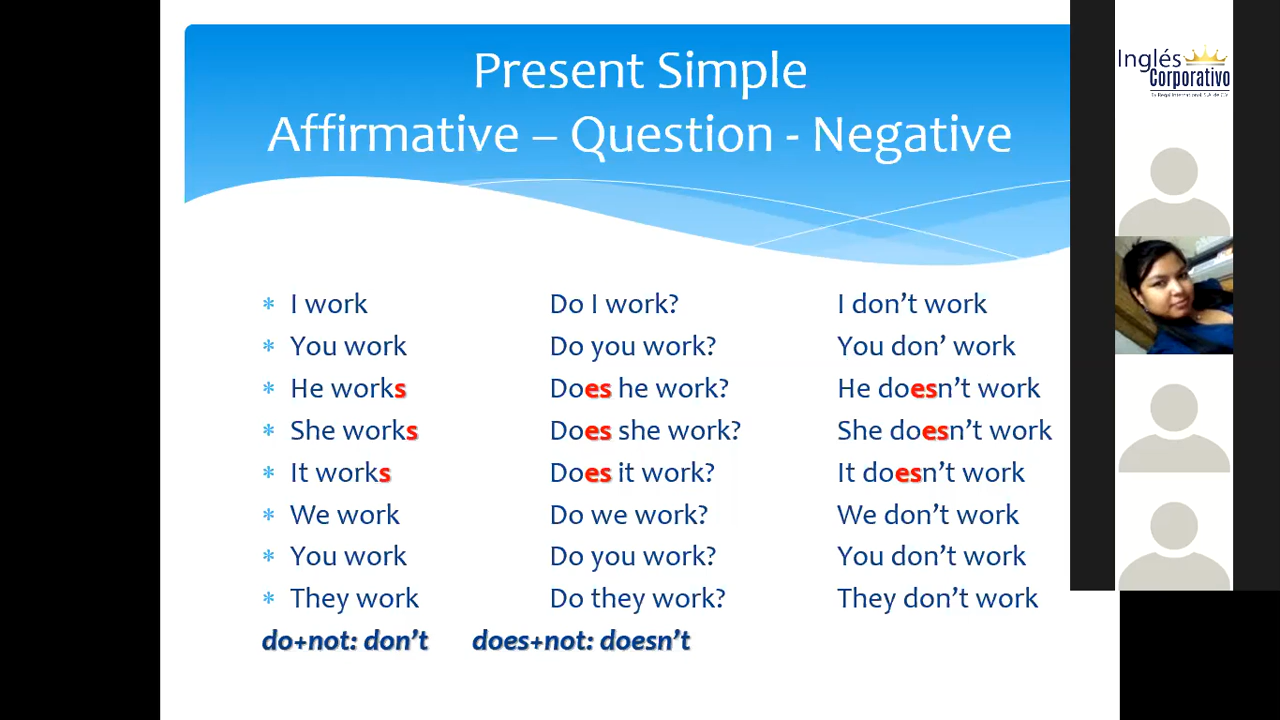 Present Simple
Affirmative – Question - Negative
Inglés
Corporativo
* I work Do I work? I don’t work
* You work Do you work? You don’ work
* He works Does he work? He doesn’t work
* She works Does she work? She doesn’t work
* It works Does it work? It doesn’t work
* We work Do we work? We don’t work
* You work Do you work? You don’t work
* They work Do they work? They don’t work
do+not: don’t does+not: doesn’t